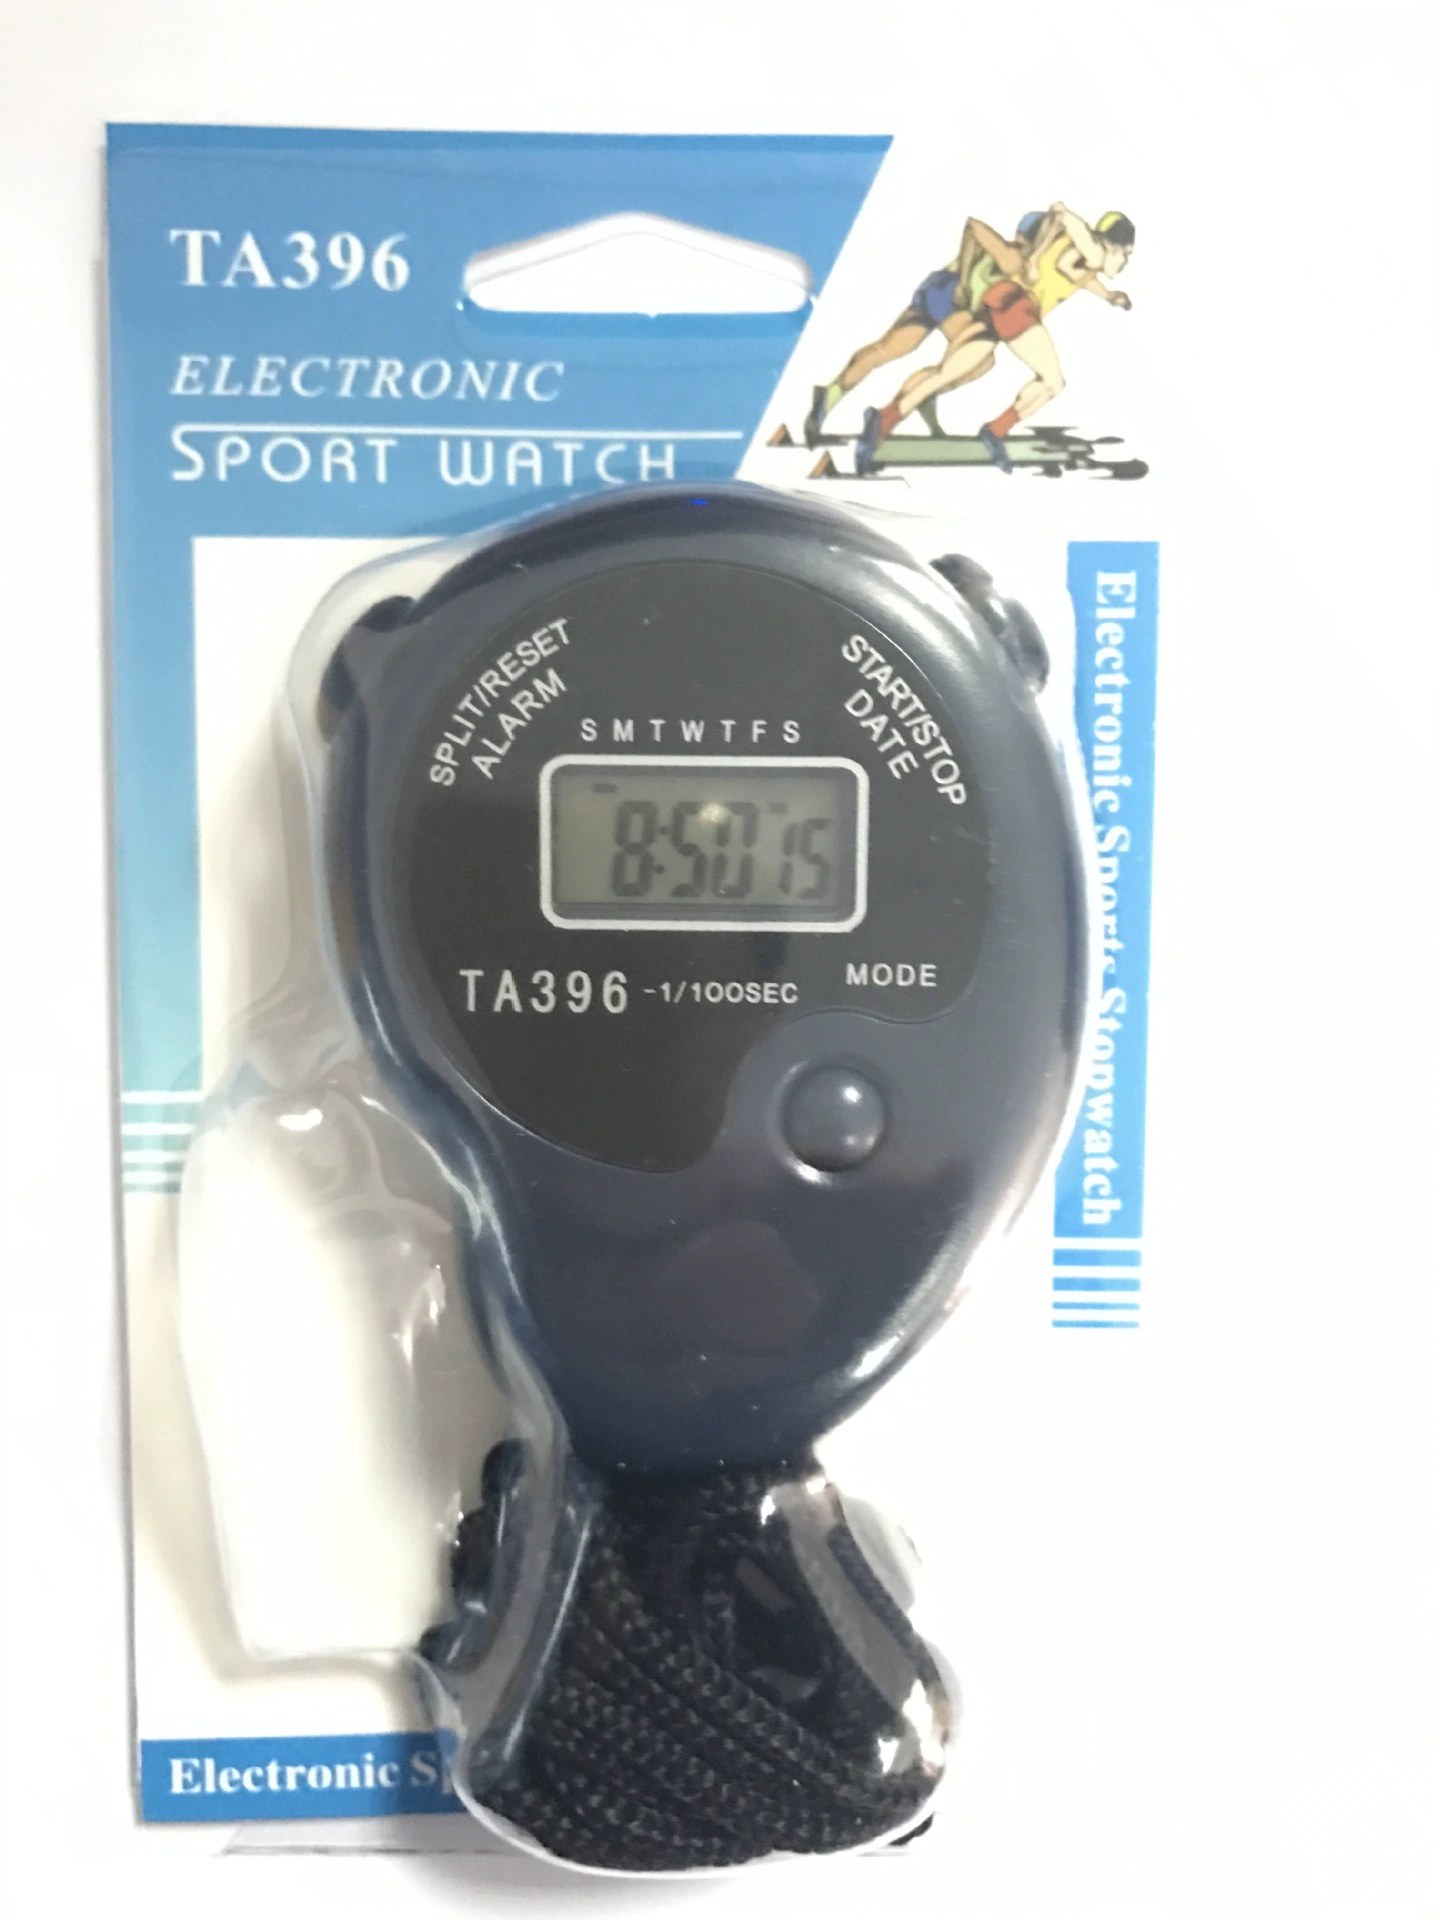 TA396
ELECTRONIC
SPORT WATCH
SPLIT/RESET
ALARM
START/STOP
DATE
S M T W T F S
8:50 15
TA396 -1/100SEC
MODE
Electronic Sports Stopwatch
Electronic